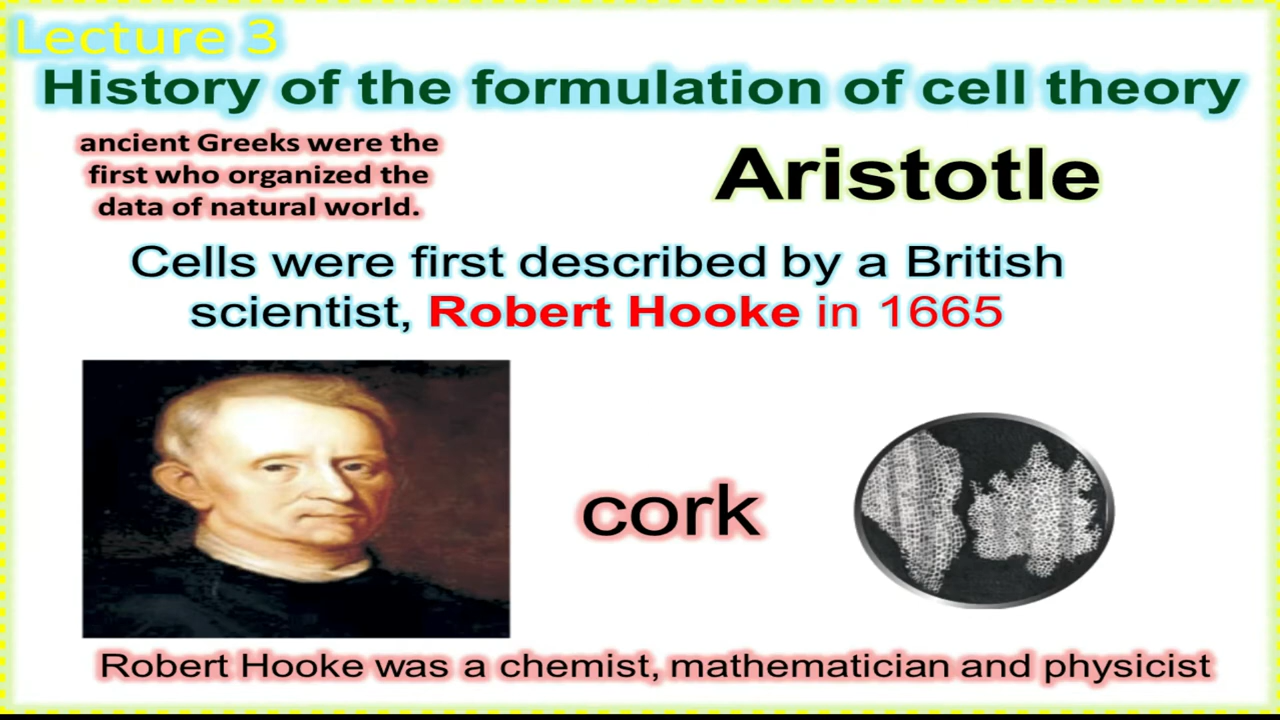 Lecture 3
History of the formulation of cell theory
ancient Greeks were the
first who organized the
data of natural world.
Aristotle
Cells were first described by a British
scientist, Robert Hooke in 1665
cork
Robert Hooke was a chemist, mathematician and physicist